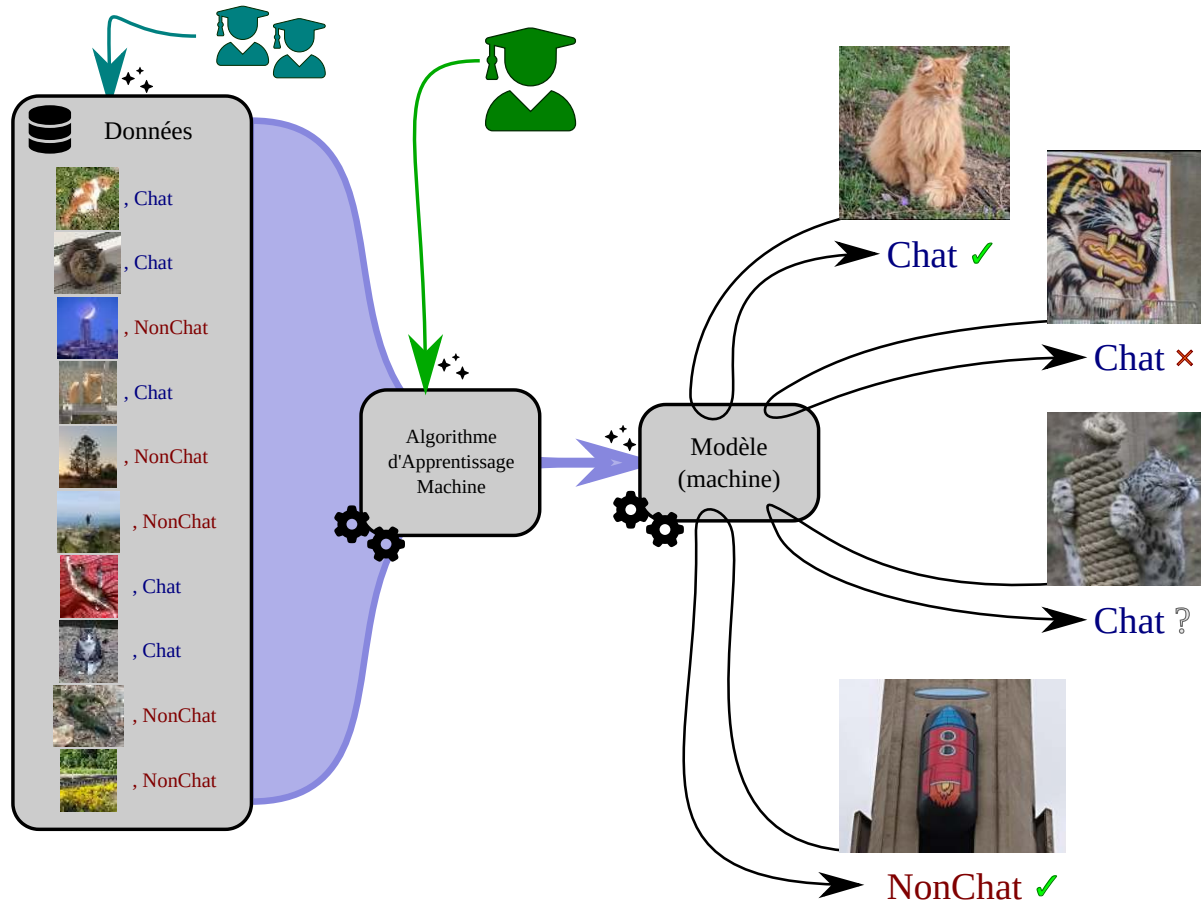 Données
, Chat
, Chat
, NonChat
, Chat
, NonChat
, NonChat
, Chat
, Chat
, NonChat
, NonChat
Algorithme
d'Apprentissage
Machine
Modèle
(machine)
Chat ✓
Chat ×
Chat ?
NonChat ✓